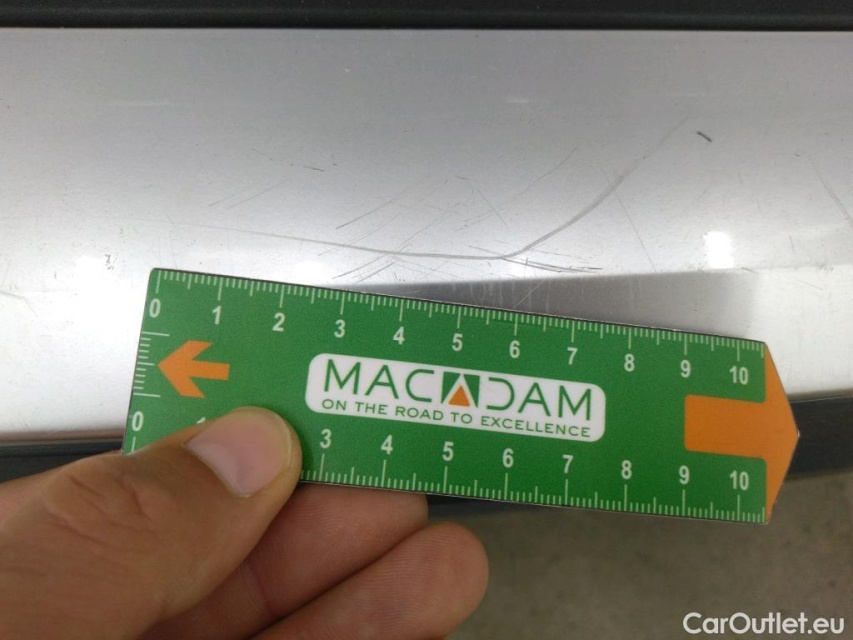 0 1 2 3 4 5 6 7 8 9 10
MACADAM
ON THE ROAD TO EXCELLENCE
0 3 4 5 6 7 8 9 10
CarOutlet.eu